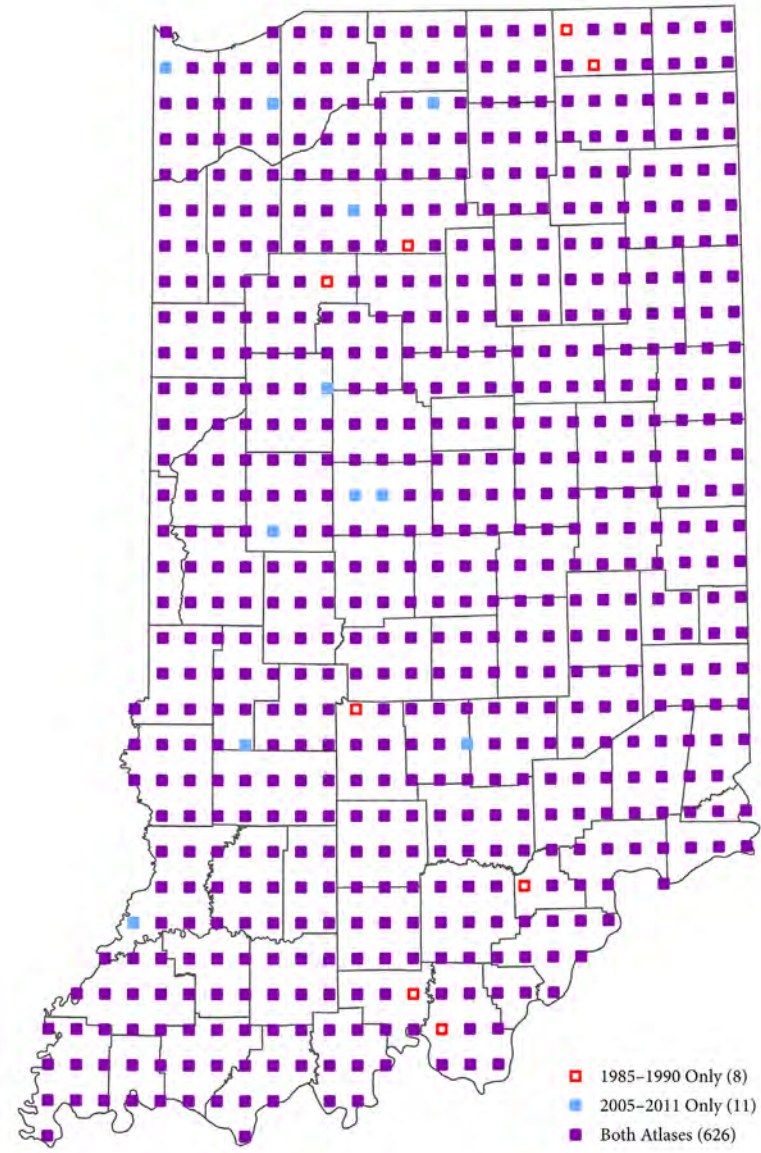 1985–1990 Only (8)
2005–2011 Only (11)
Both Atlases (626)